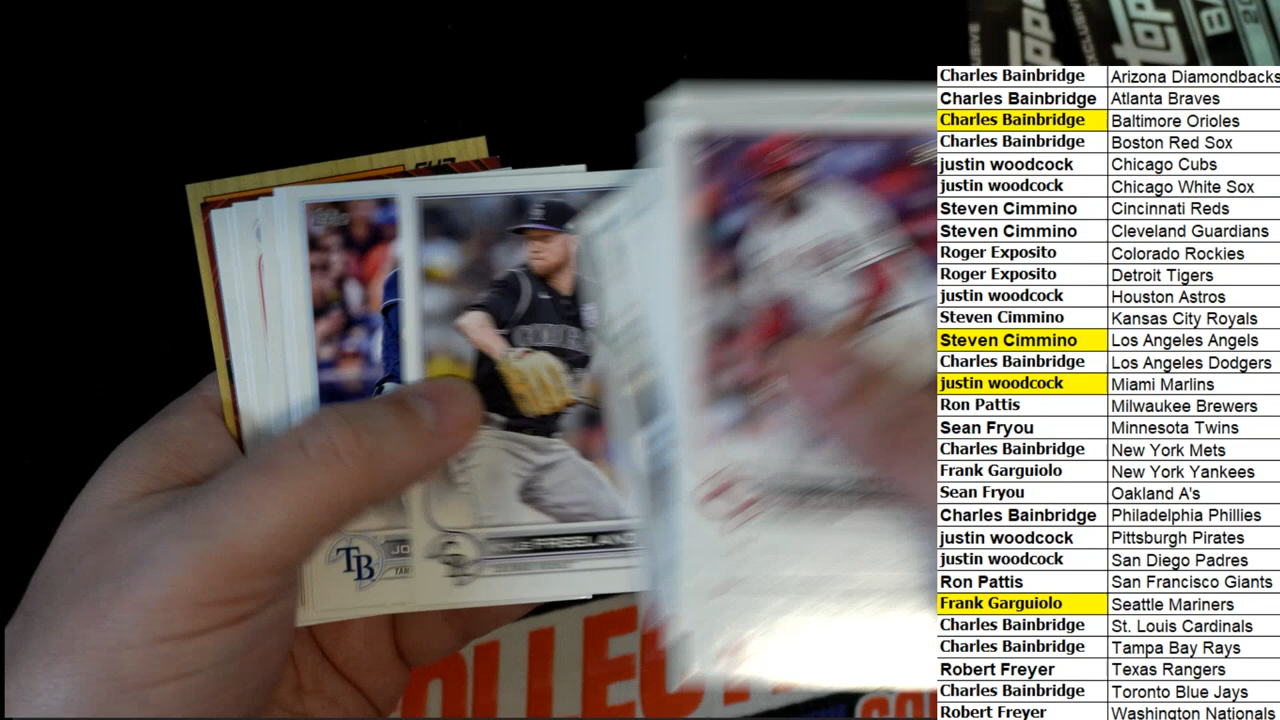 Charles Bainbridge Arizona Diamondbacks
Charles Bainbridge Atlanta Braves
Charles Bainbridge Baltimore Orioles
Charles Bainbridge Boston Red Sox
justin woodcock Chicago Cubs
justin woodcock Chicago White Sox
Steven Cimmino Cincinnati Reds
Steven Cimmino Cleveland Guardians
Roger Exposito Colorado Rockies
Roger Exposito Detroit Tigers
justin woodcock Houston Astros
Steven Cimmino Kansas City Royals
Steven Cimmino Los Angeles Angels
Charles Bainbridge Los Angeles Dodgers
justin woodcock Miami Marlins
Ron Pattis Milwaukee Brewers
Sean Fryou Minnesota Twins
Charles Bainbridge New York Mets
Frank Garguiolo New York Yankees
Sean Fryou Oakland A's
Charles Bainbridge Philadelphia Phillies
justin woodcock Pittsburgh Pirates
justin woodcock San Diego Padres
Ron Pattis San Francisco Giants
Frank Garguiolo Seattle Mariners
Charles Bainbridge St. Louis Cardinals
Charles Bainbridge Tampa Bay Rays
Robert Freyer Texas Rangers
Charles Bainbridge Toronto Blue Jays
Robert Freyer Washington Nationals
topps
TB JO
TAM
FREELAND
OLLEC